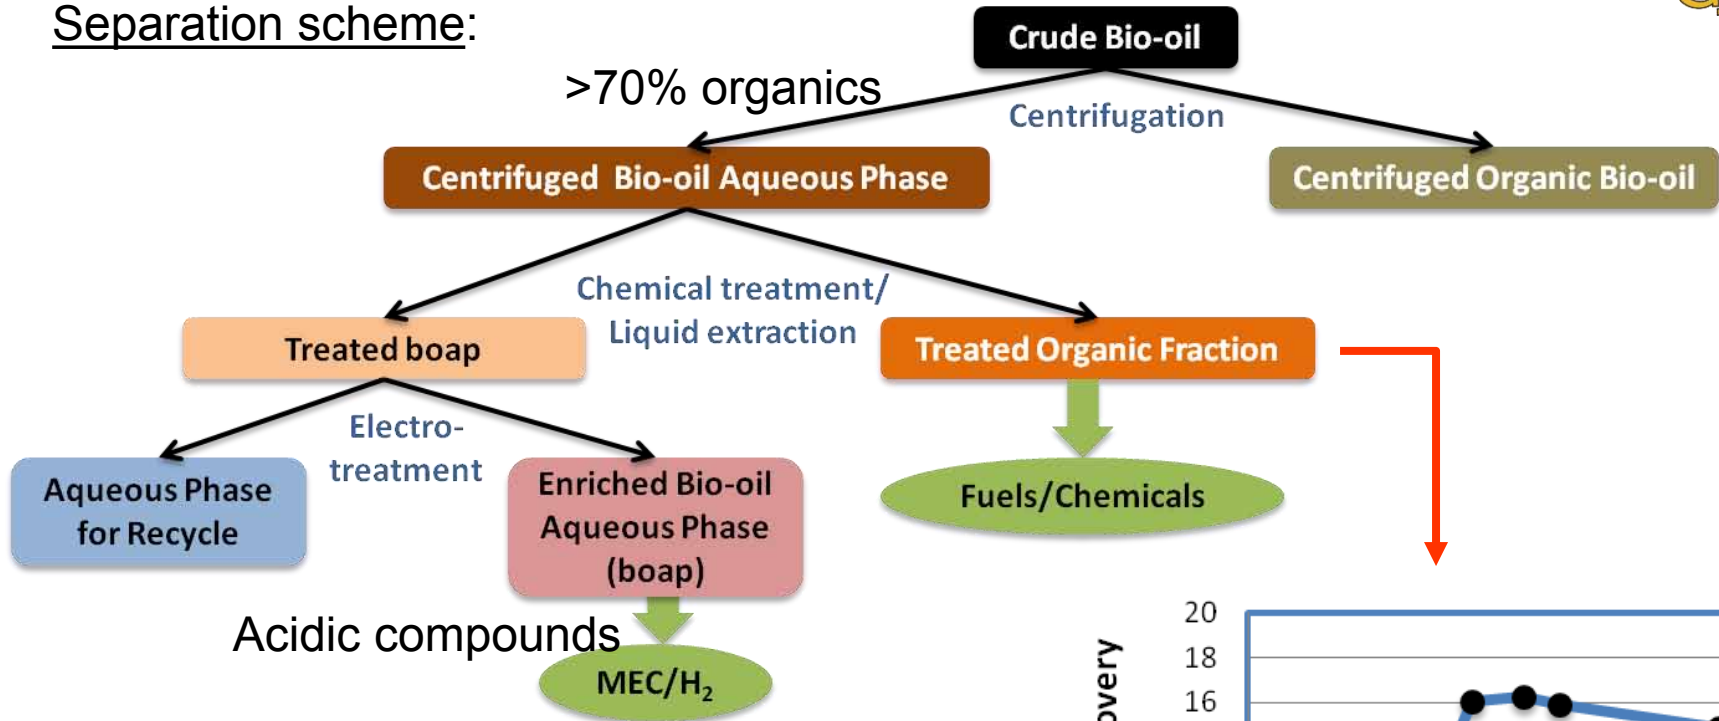 Separation scheme:
Crude Bio-oil
>70% organics
Centrifugation
Centrifuged Bio-oil Aqueous Phase
Centrifuged Organic Bio-oil
Chemical treatment/
Liquid extraction
Treated boap
Treated Organic Fraction
Electro-
treatment
Aqueous Phase
for Recycle
Enriched Bio-oil
Aqueous Phase
(boap)
Fuels/Chemicals
Acidic compounds
MEC/H₂
20
18
16